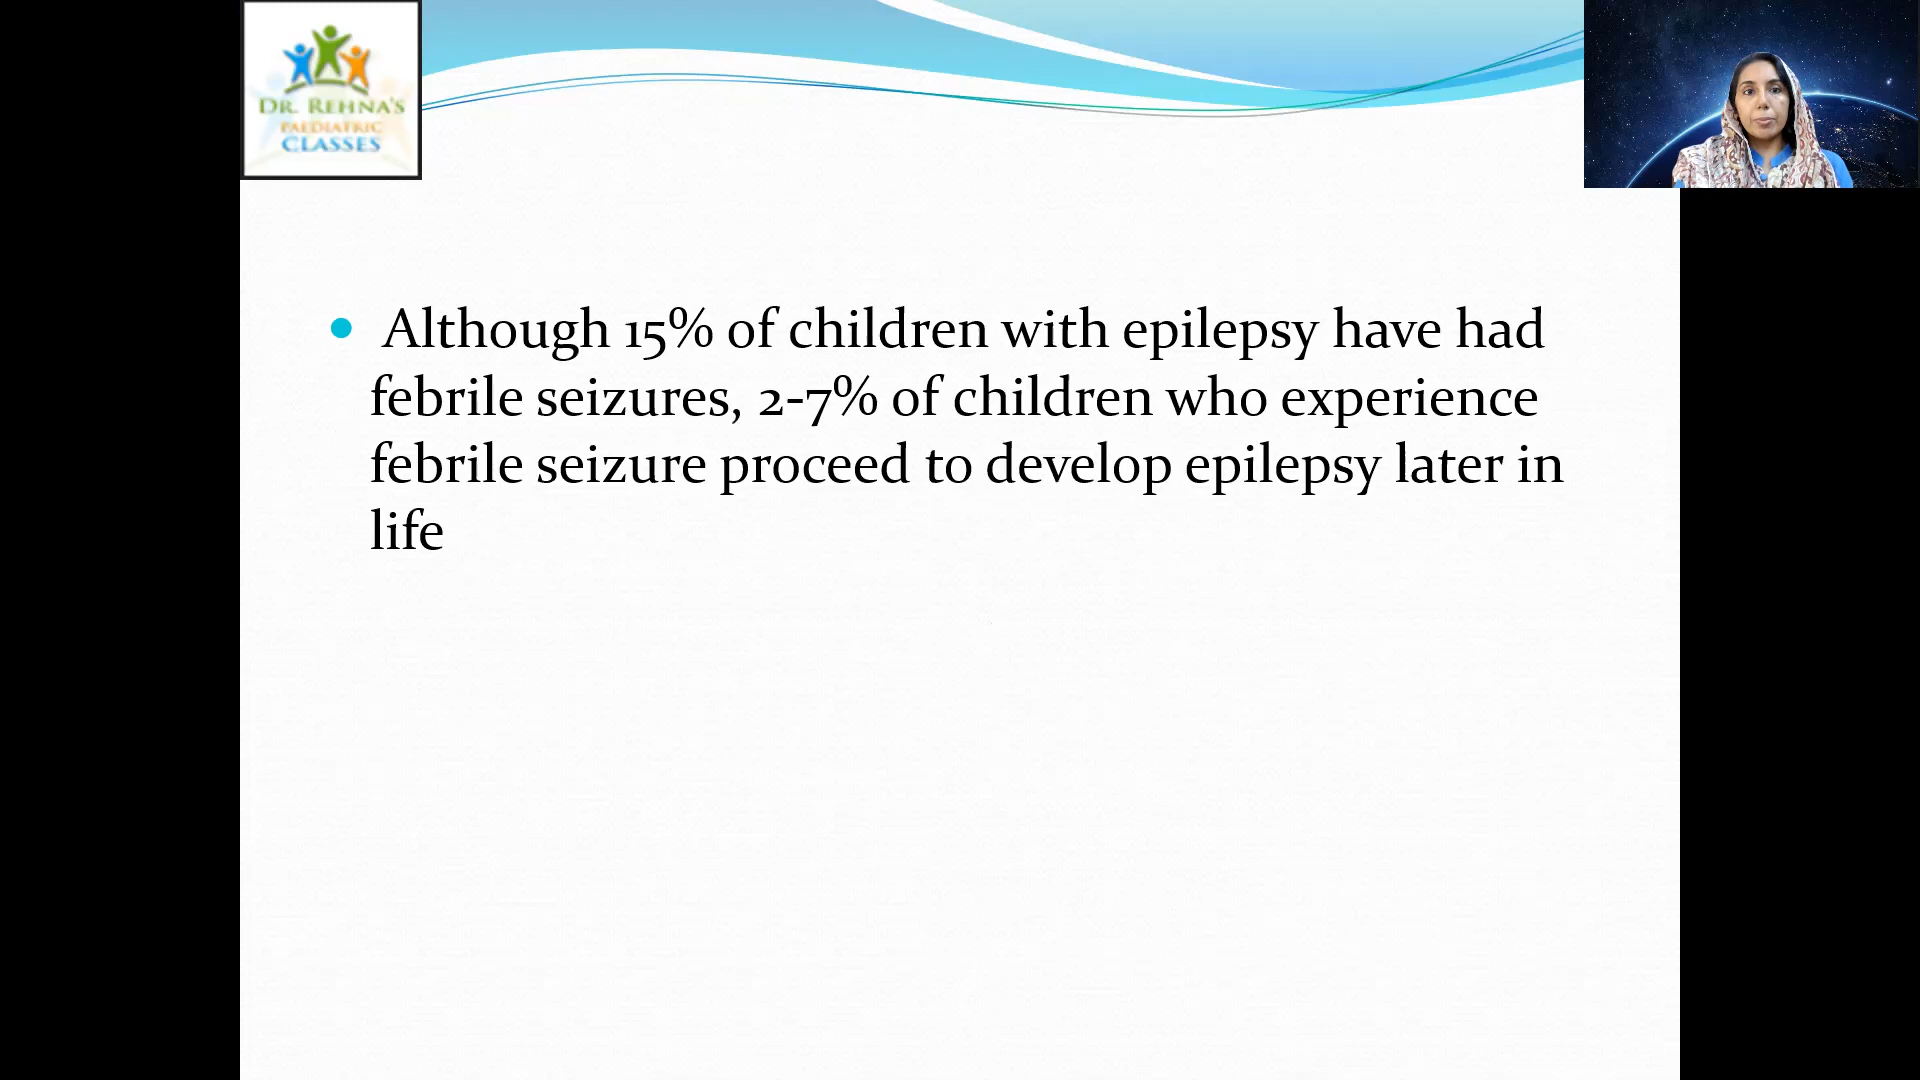 DR. REHNA'S
PAEDIATRIC
CLASSES
• Although 15% of children with epilepsy have had
febrile seizures, 2-7% of children who experience
febrile seizure proceed to develop epilepsy later in
life